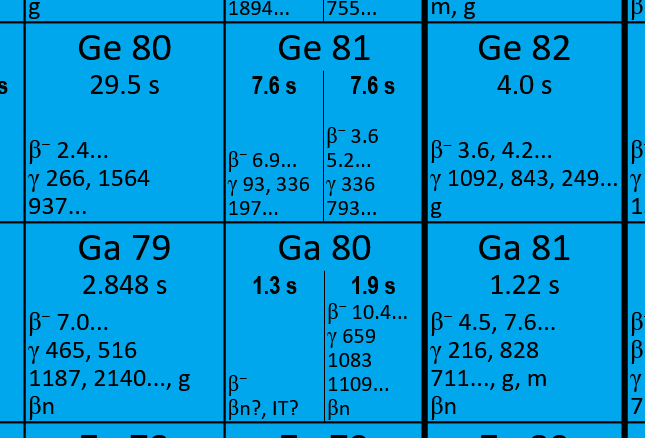 g
1894...
755...
m, g
β
Ge 80
29.5 s
β⁻ 2.4...
γ 266, 1564
937...
Ge 81
7.6 s
β⁻ 6.9...
γ 93, 336
197...
7.6 s
β⁻ 3.6
5.2...
γ 336
793...
Ge 82
4.0 s
β⁻ 3.6, 4.2...
γ 1092, 843, 249...
g
s
β
γ
1
Ga 79
2.848 s
β⁻ 7.0...
γ 465, 516
1187, 2140..., g
βn
Ga 80
1.3 s
β⁻
βn?, IT?
1.9 s
β⁻ 10.4...
γ 659
1083
1109...
βn
Ga 81
1.22 s
β⁻ 4.5, 7.6...
γ 216, 828
711..., g, m
βn
β
β
γ
7